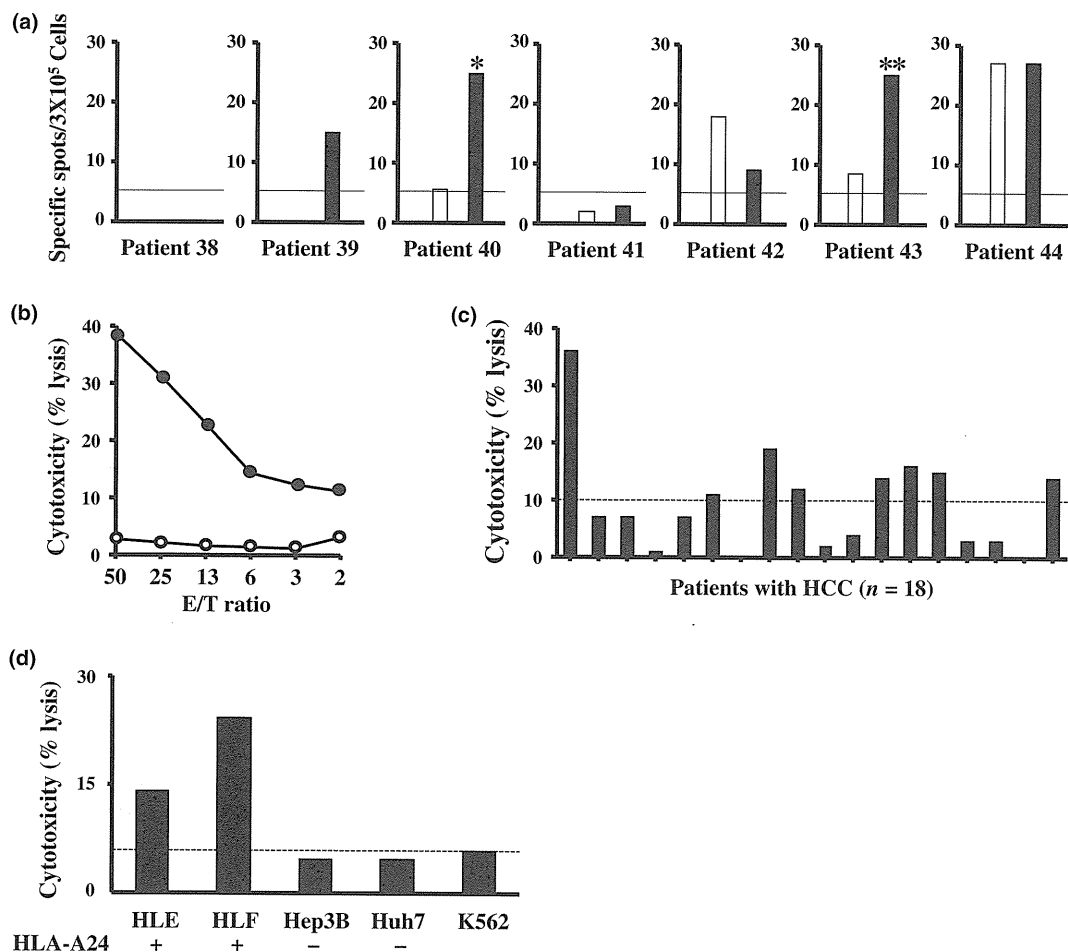 (a)
Specific spots/3X10⁵ Cells
30 30 30 30 30 30 30
20 20 20 20 20 20 20
10 10 10 10 10 10 10
0 0 0 0 0 0 0
* **
Patient 38 Patient 39 Patient 40 Patient 41 Patient 42 Patient 43 Patient 44
(b)
Cytotoxicity (% lysis)
40
30
20
10
0
50 25 13 6 3 2
E/T ratio
(c)
Cytotoxicity (% lysis)
40
30
20
10
0
Patients with HCC (n = 18)
(d)
Cytotoxicity (% lysis)
30
15
0
HLE HLF Hep3B Huh7 K562
HLA-A24 + + − −